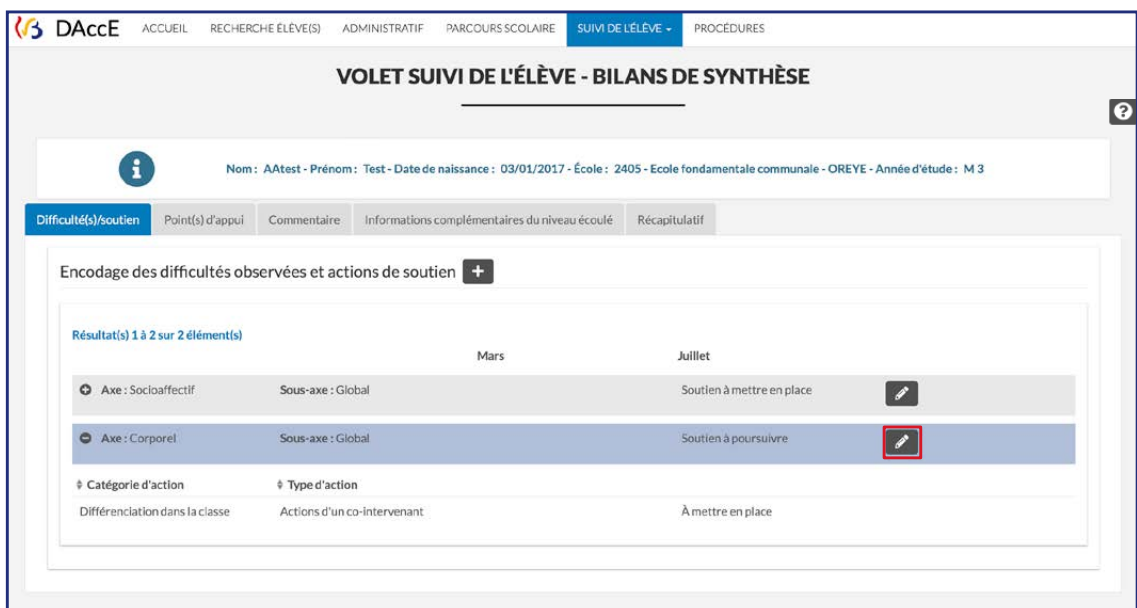 DAccE ACCUEIL RECHERCHE ÉLÈVE(S) ADMINISTRATIF PARCOURS SCOLAIRE SUIVI DE L'ÉLÈVE PROCÉDURES
VOLET SUIVI DE L'ÉLÈVE - BILANS DE SYNTHÈSE
?
i
Nom : AAtest - Prénom : Test - Date de naissance : 03/01/2017 - École : 2405 - Ecole fondamentale communale - OREYE - Année d'étude : M 3
Difficulté(s)/soutien Point(s) d'appui Commentaire Informations complémentaires du niveau écoulé Récapitulatif
Encodage des difficultés observées et actions de soutien +
Résultat(s) 1 à 2 sur 2 élément(s)
Mars Juillet
Axe : Socioaffectif Sous-axe : Global Soutien à mettre en place
Axe : Corporel Sous-axe : Global Soutien à poursuivre
Catégorie d'action Type d'action
Différenciation dans la classe Actions d'un co-intervenant À mettre en place